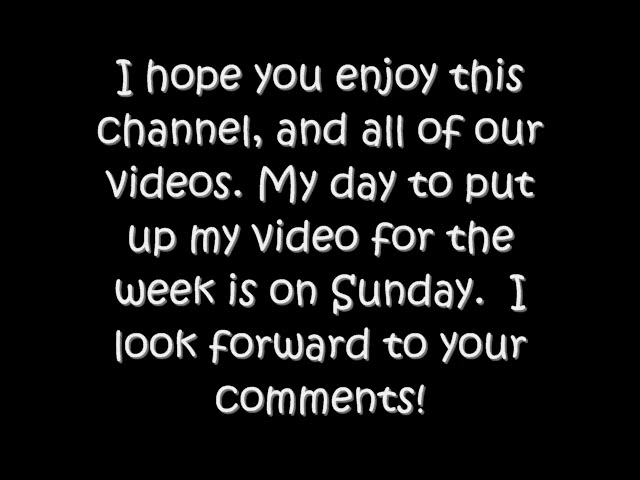 I hope you enjoy this
channel, and all of our
videos. My day to put
up my video for the
week is on Sunday. I
look forward to your
comments!